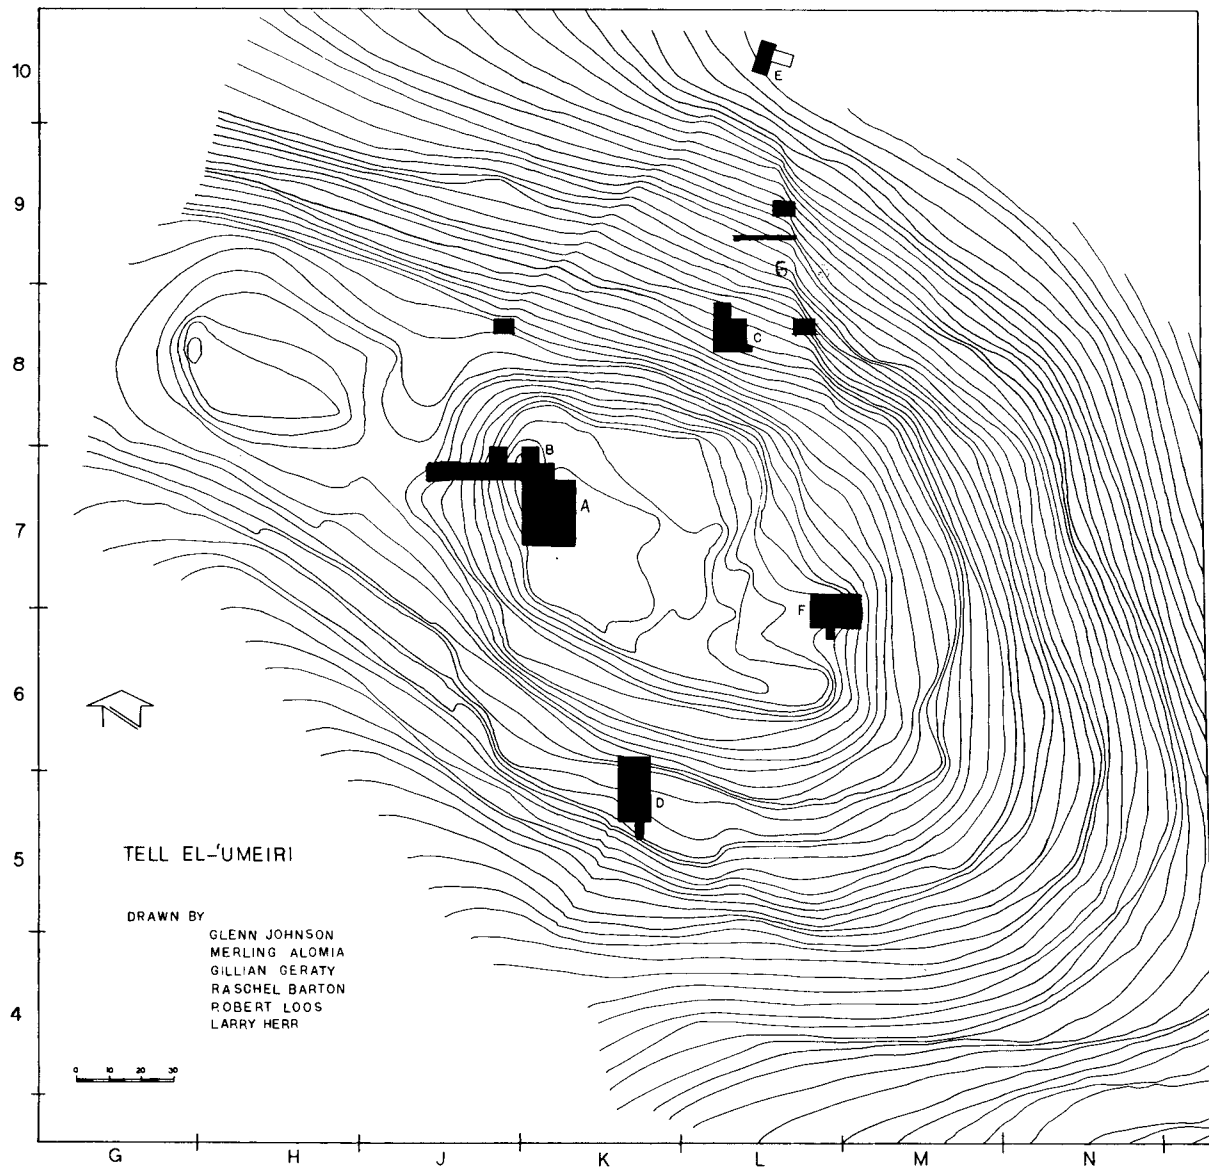 10
E
9
G
C
8
B
A
7
F
6
D
5
TELL EL-'UMEIRI
DRAWN BY
GLENN JOHNSON
MERLING ALOMIA
GILLIAN GERATY
RASCHEL BARTON
ROBERT LOOS
LARRY HERR
4
0 10 20 30
G H J K L M N